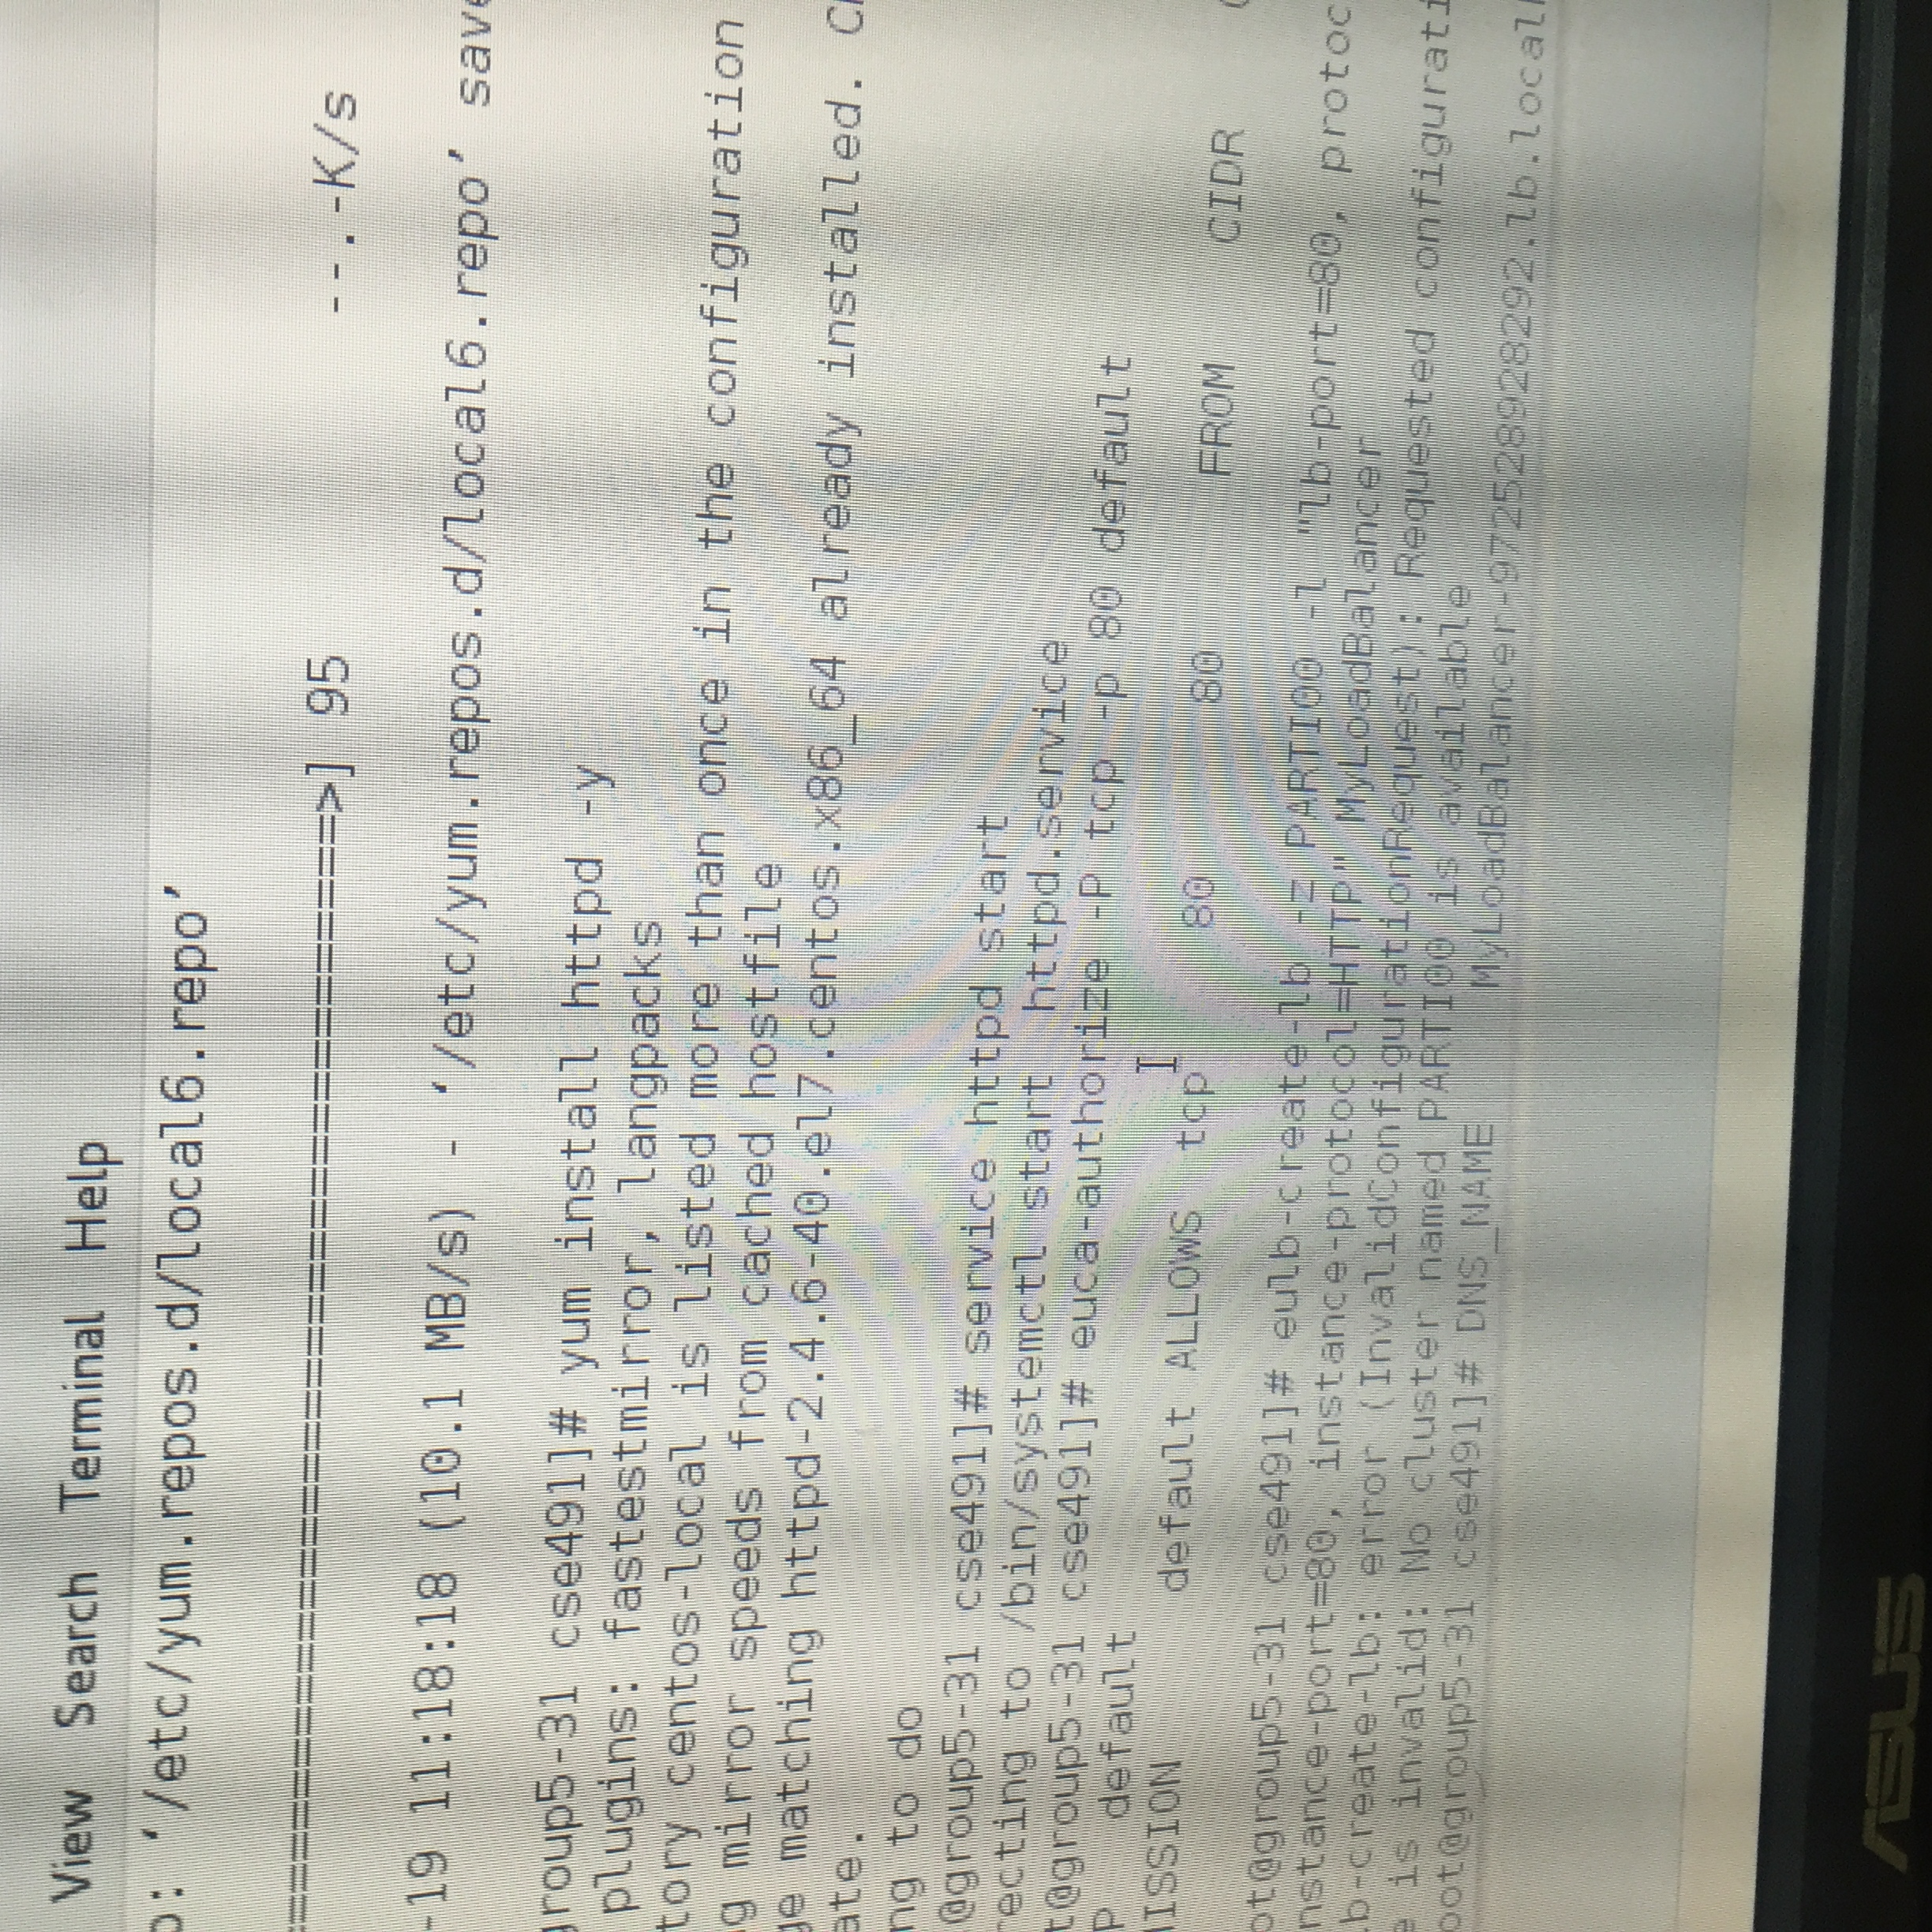 View Search Terminal Help
o: ‘/etc/yum.repos.d/local6.repo’
===================================>] 95 --.-K/s
-19 11:18:18 (10.1 MB/s) - ‘/etc/yum.repos.d/local6.repo’ save
group5-31 cse491]# yum install httpd -y
plugins: fastestmirror, langpacks
tory centos-local is listed more than once in the configuration
g mirror speeds from cached hostfile
ge matching httpd-2.4.6-40.el7.centos.x86_64 already installed. C
ate.
ng to do
@group5-31 cse491]# service httpd start
recting to /bin/systemctl start  httpd.service
t@group5-31 cse491]# euca-authorize -P tcp -p 80 default
P default
MISSION default ALLOWS tcp 80 80 FROM CIDR
ot@group5-31 cse491]# eulb-create-lb -z PARTI00 -l "lb-port=80, protoc
nstance-port=80, instance-protocol=HTTP" MyLoadBalancer
lb-create-lb: error (InvalidConfigurationRequest): Requested configurati
e is invalid: No cluster named PARTI00 is available
oot@group5-31 cse491]# DNS_NAME MyLoadBalancer-972528928292.lb.local
ASUS